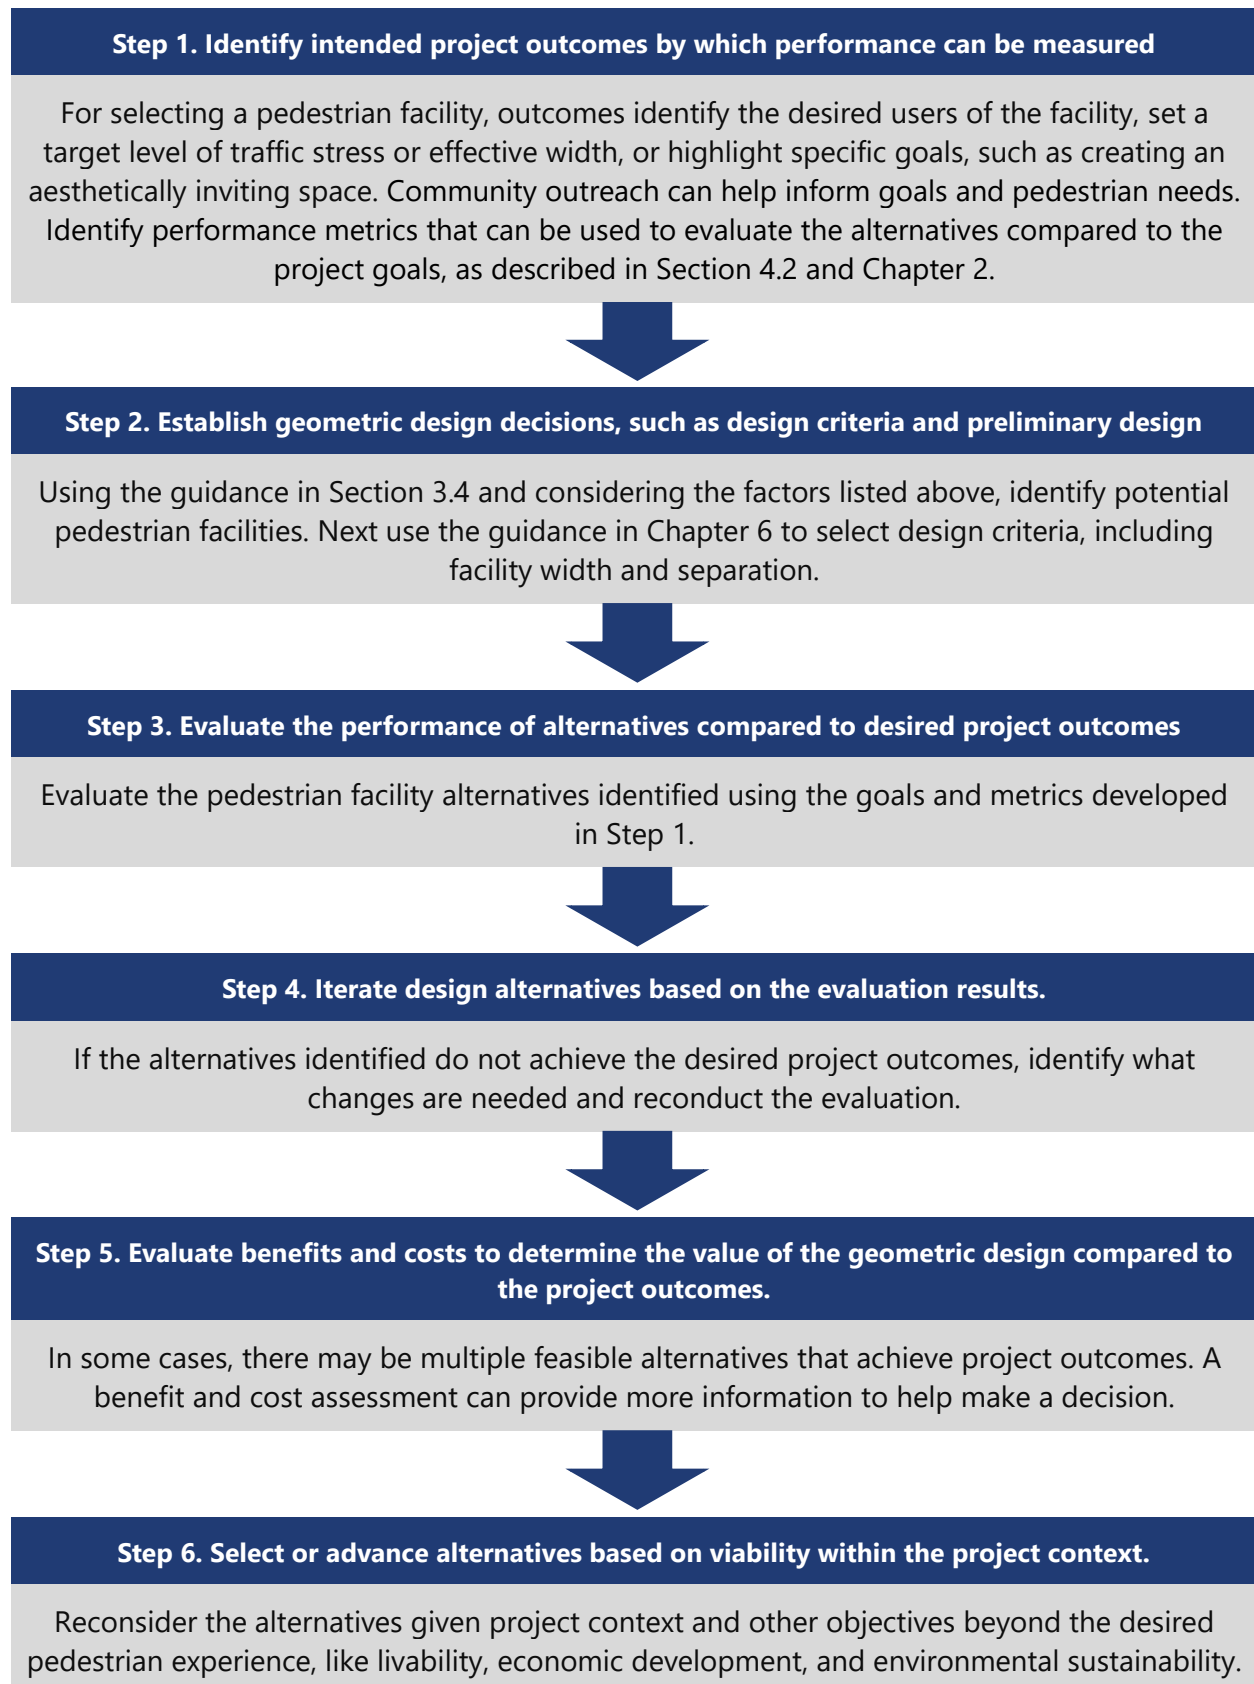 Step 1. Identify intended project outcomes by which performance can be measured
For selecting a pedestrian facility, outcomes identify the desired users of the facility, set a
target level of traffic stress or effective width, or highlight specific goals, such as creating an
aesthetically inviting space. Community outreach can help inform goals and pedestrian needs.
Identify performance metrics that can be used to evaluate the alternatives compared to the
project goals, as described in Section 4.2 and Chapter 2.
Step 2. Establish geometric design decisions, such as design criteria and preliminary design
Using the guidance in Section 3.4 and considering the factors listed above, identify potential
pedestrian facilities. Next use the guidance in Chapter 6 to select design criteria, including
facility width and separation.
Step 3. Evaluate the performance of alternatives compared to desired project outcomes
Evaluate the pedestrian facility alternatives identified using the goals and metrics developed
in Step 1.
Step 4. Iterate design alternatives based on the evaluation results.
If the alternatives identified do not achieve the desired project outcomes, identify what
changes are needed and reconduct the evaluation.
Step 5. Evaluate benefits and costs to determine the value of the geometric design compared to
the project outcomes.
In some cases, there may be multiple feasible alternatives that achieve project outcomes. A
benefit and cost assessment can provide more information to help make a decision.
Step 6. Select or advance alternatives based on viability within the project context.
Reconsider the alternatives given project context and other objectives beyond the desired
pedestrian experience, like livability, economic development, and environmental sustainability.